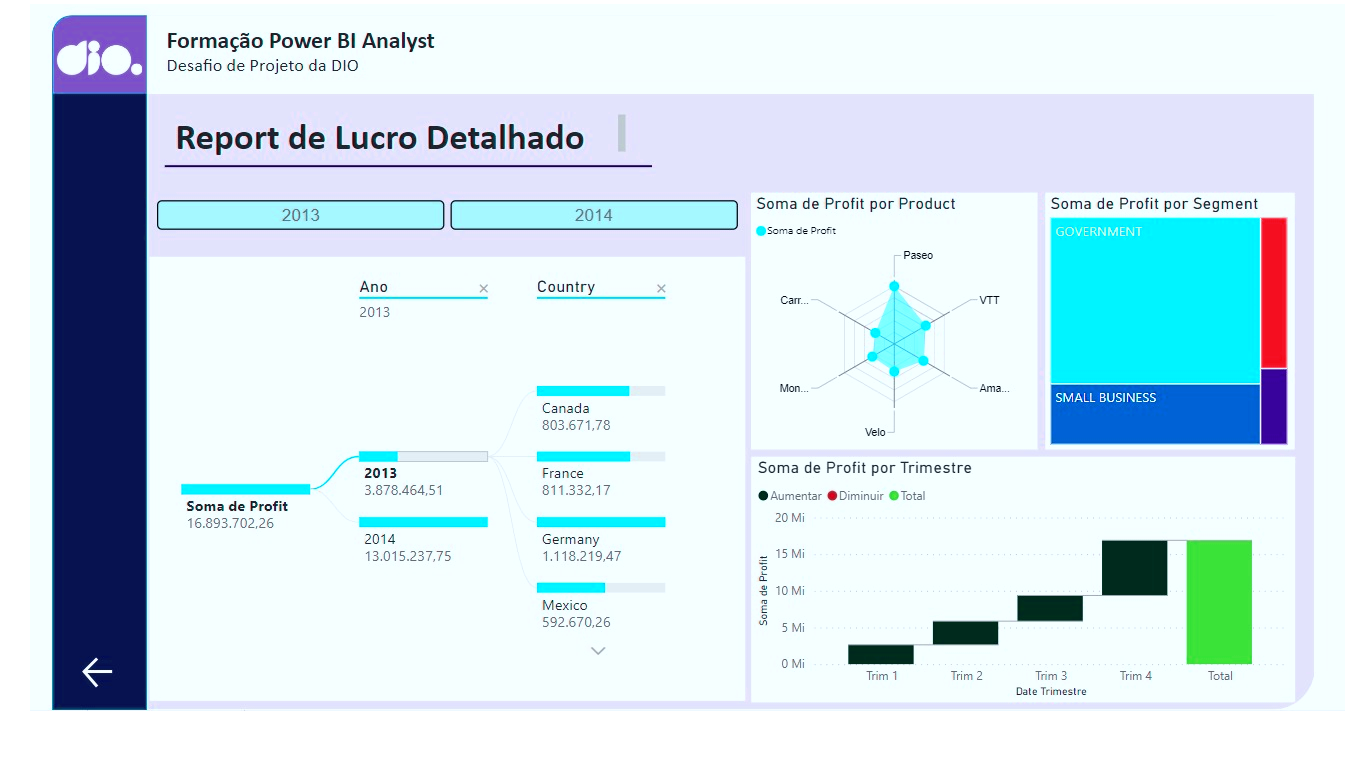 dio.
Formação Power BI Analyst
Desafio de Projeto da DIO
Report de Lucro Detalhado
2013
2014
Ano
2013
Country
Soma de Profit
16.893.702,26
2013
3.878.464,51
2014
13.015.237,75
Canada
803.671,78
France
811.332,17
Germany
1.118.219,47
Mexico
592.670,26
Soma de Profit por Product
Soma de Profit
Paseo
Carr...
VTT
Mon...
Ama...
Velo
Soma de Profit por Segment
GOVERNMENT
SMALL BUSINESS
Soma de Profit por Trimestre
Aumentar Diminuir Total
Soma de Profit
20 Mi
15 Mi
10 Mi
5 Mi
0 Mi
Trim 1 Trim 2 Trim 3 Trim 4 Total
Date Trimestre